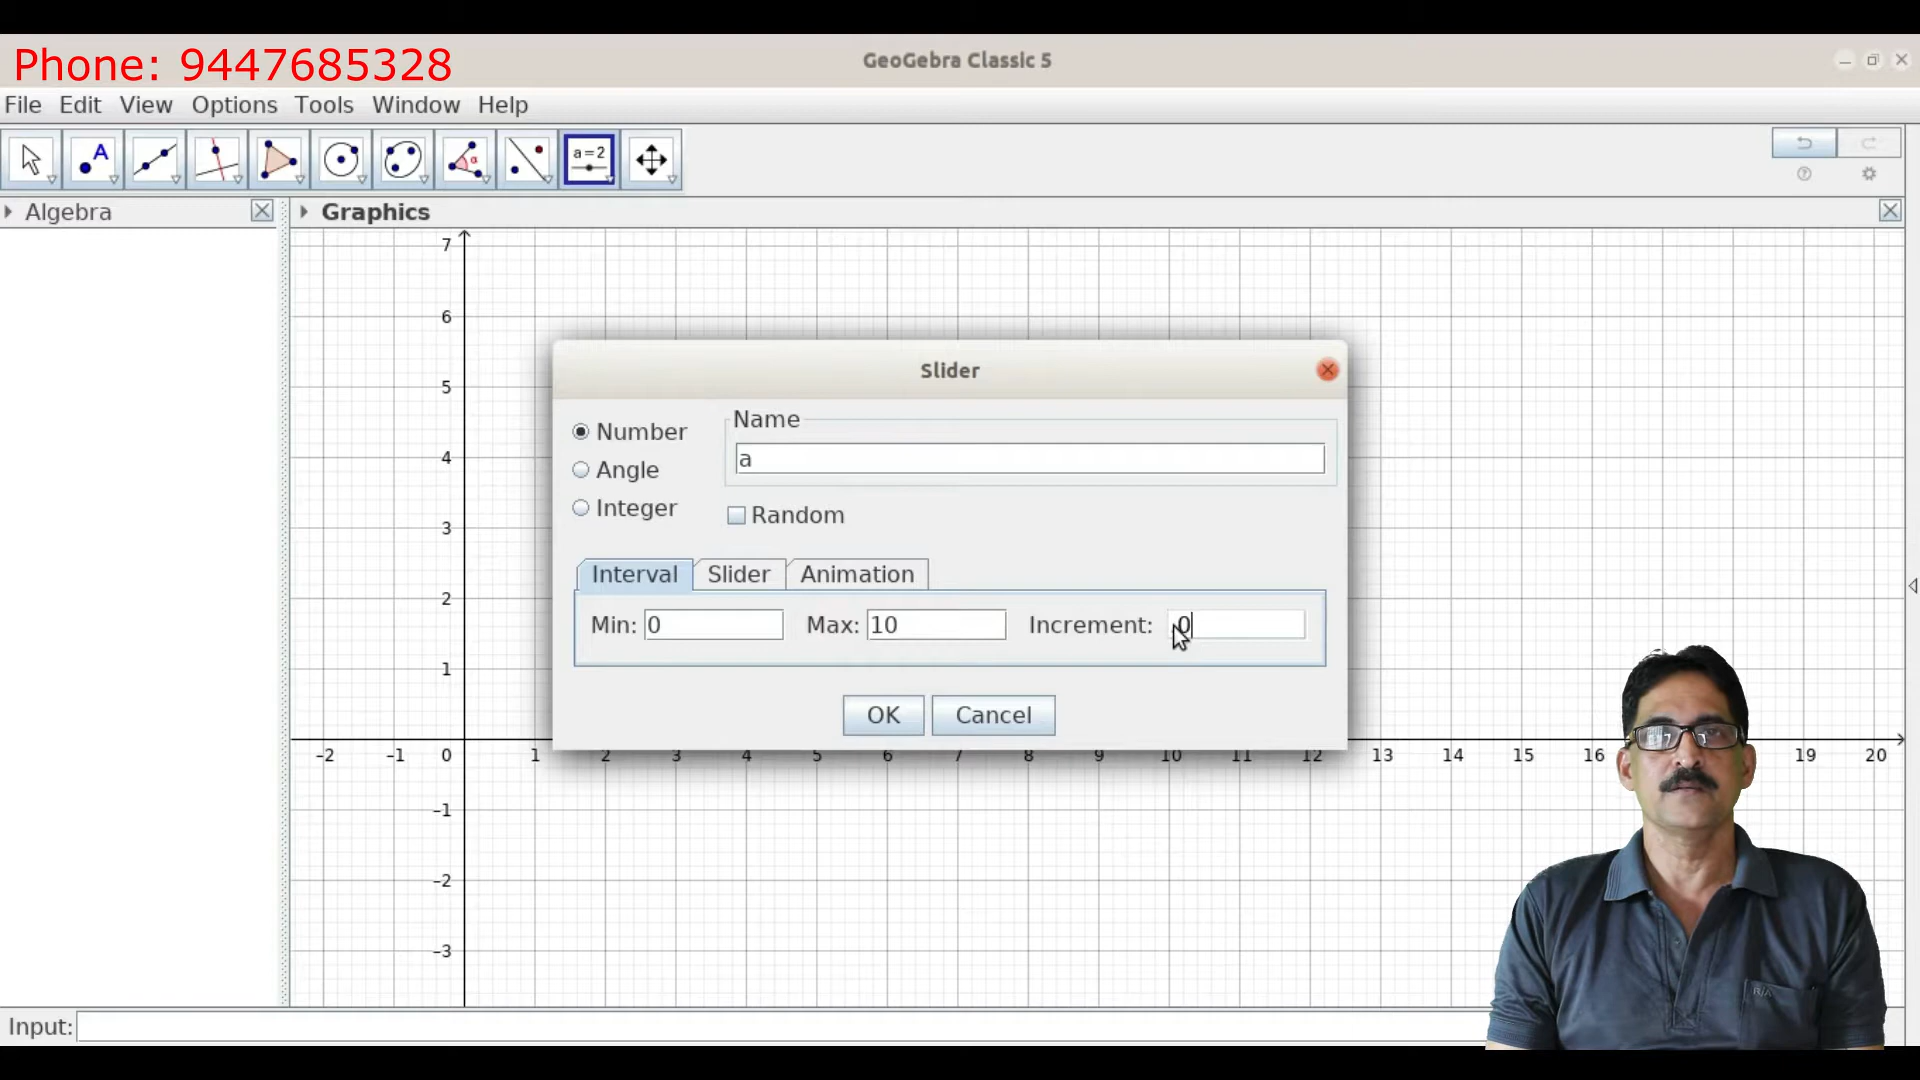 Phone: 9447685328
GeoGebra Classic 5
File Edit View Options Tools Window Help
A
α
a=2
Algebra
Graphics
7
6
5
4
3
2
1
-2 -1 0 1 2 3 4 5 6 7 8 9 10 11 12 13 14 15 16 19 20
-1
-2
-3
Slider
Number
Angle
Integer
Name
a
Random
Interval Slider Animation
Min: 0 Max: 10 Increment: .0
OK Cancel
Input: